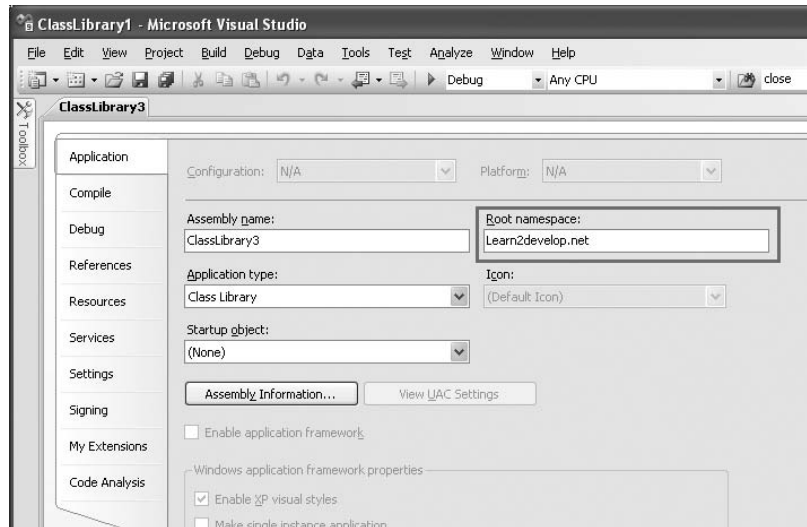 ClassLibrary1 - Microsoft Visual Studio
File Edit View Project Build Debug Data Tools Test Analyze Window Help
Debug Any CPU close
Toolbox
ClassLibrary3
Application
Compile
Debug
References
Resources
Services
Settings
Signing
My Extensions
Code Analysis
Configuration: N/A Platform: N/A
Assembly name: Root namespace:
ClassLibrary3 Learn2develop.net
Application type: Icon:
Class Library (Default Icon)
Startup object:
(None)
Assembly Information... View UAC Settings
Enable application framework
Windows application framework properties
Enable XP visual styles
Make single instance application